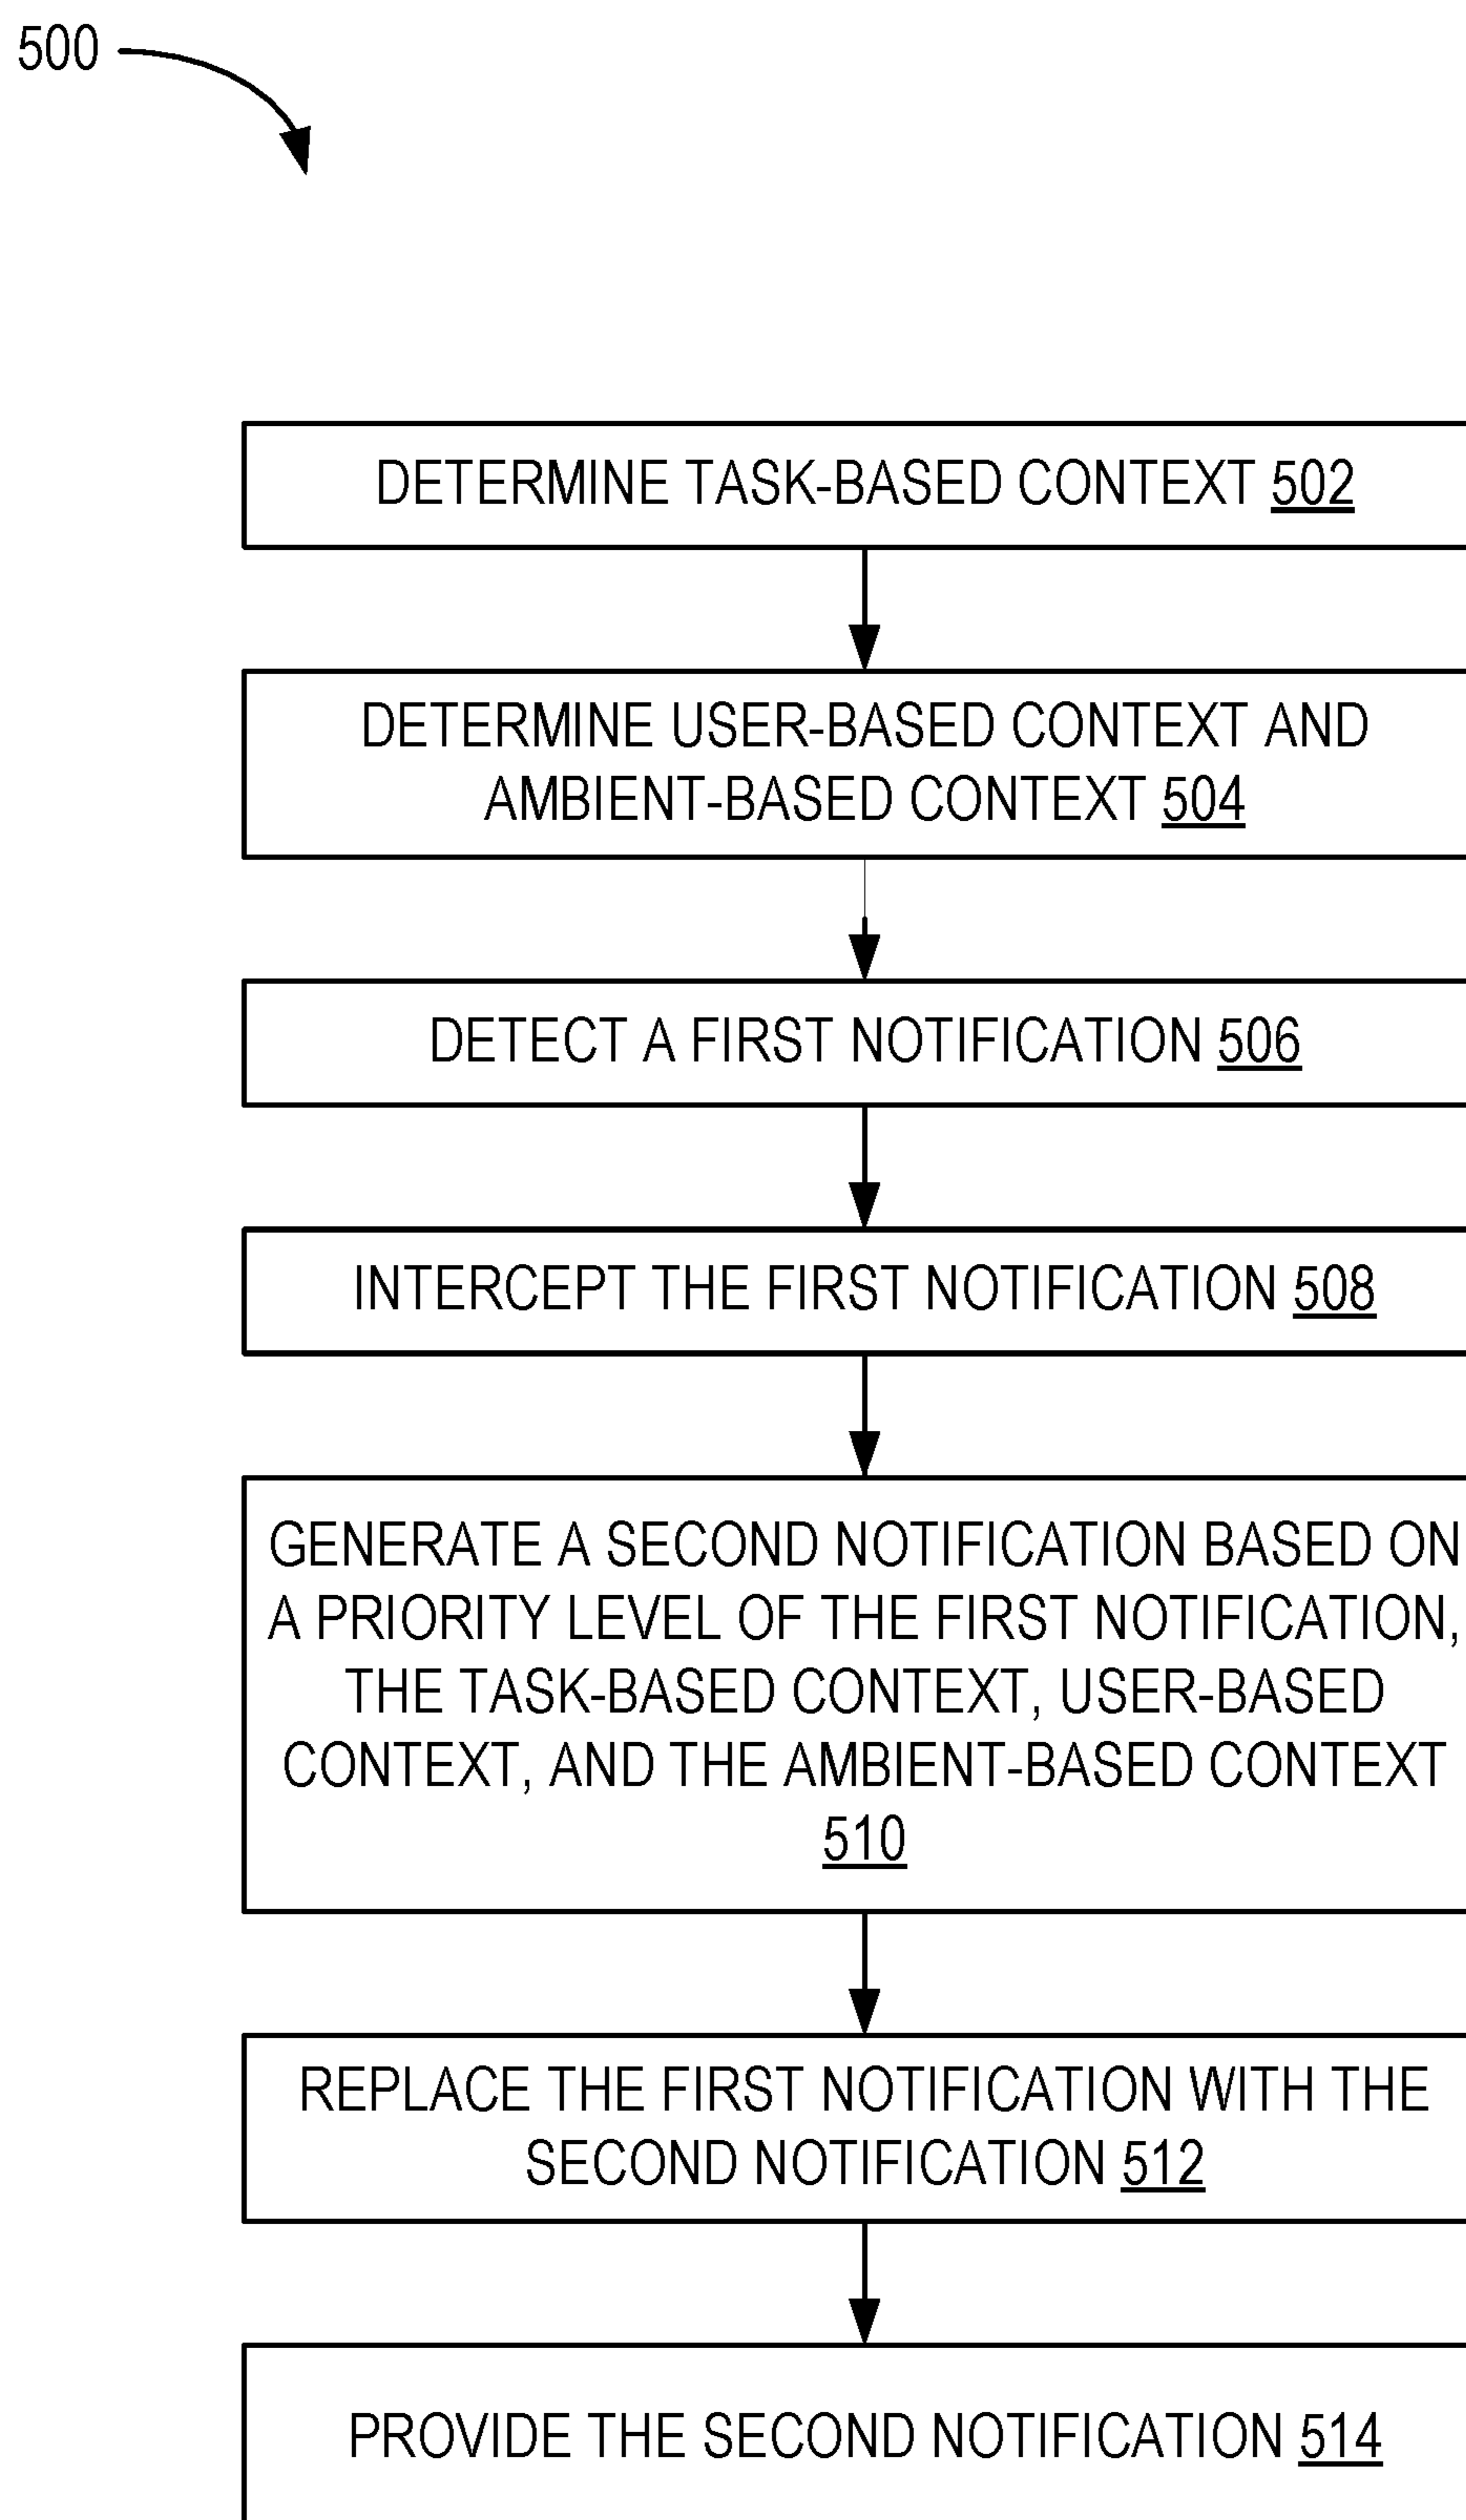 500
DETERMINE TASK-BASED CONTEXT 502
DETERMINE USER-BASED CONTEXT AND
AMBIENT-BASED CONTEXT 504
DETECT A FIRST NOTIFICATION 506
INTERCEPT THE FIRST NOTIFICATION 508
GENERATE A SECOND NOTIFICATION BASED ON
A PRIORITY LEVEL OF THE FIRST NOTIFICATION,
THE TASK-BASED CONTEXT, USER-BASED
CONTEXT, AND THE AMBIENT-BASED CONTEXT
510
REPLACE THE FIRST NOTIFICATION WITH THE
SECOND NOTIFICATION 512
PROVIDE THE SECOND NOTIFICATION 514